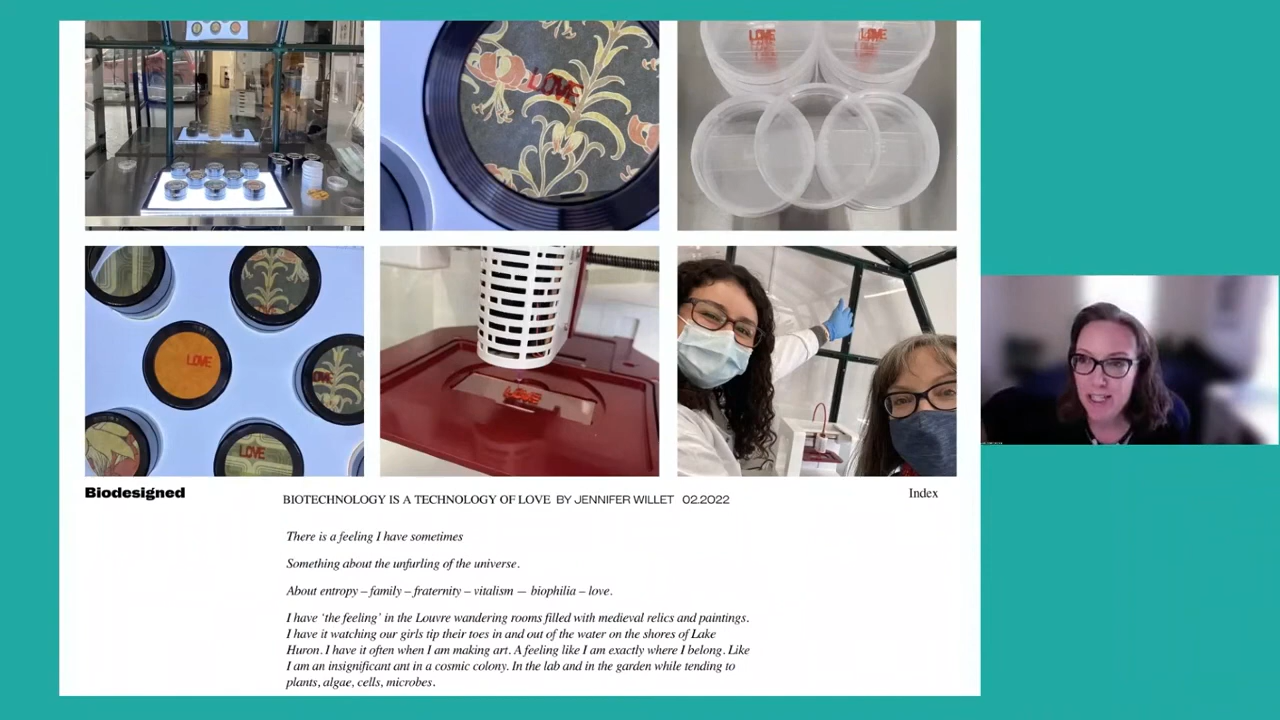 LOVE
LOVE
LOVE
LOVE
LOVE
LOVE
LOVE
Biodesigned
BIOTECHNOLOGY IS A TECHNOLOGY OF LOVE BY JENNIFER WILLET 02.2022
Index
There is a feeling I have sometimes
Something about the unfurling of the universe.
About entropy – family – fraternity – vitalism — biophilia – love.
I have ‘the feeling’ in the Louvre wandering rooms filled with medieval relics and paintings.
I have it watching our girls tip their toes in and out of the water on the shores of Lake
Huron. I have it often when I am making art. A feeling like I am exactly where I belong. Like
I am an insignificant ant in a cosmic colony. In the lab and in the garden while tending to
plants, algae, cells, microbes.